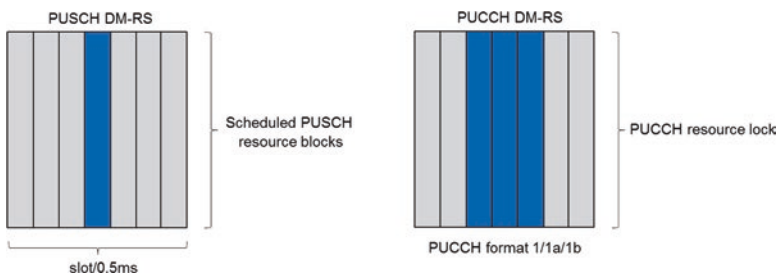 PUSCH DM-RS
Scheduled PUSCH
resource blocks
slot/0.5ms
PUCCH DM-RS
PUCCH resource lock
PUCCH format 1/1a/1b